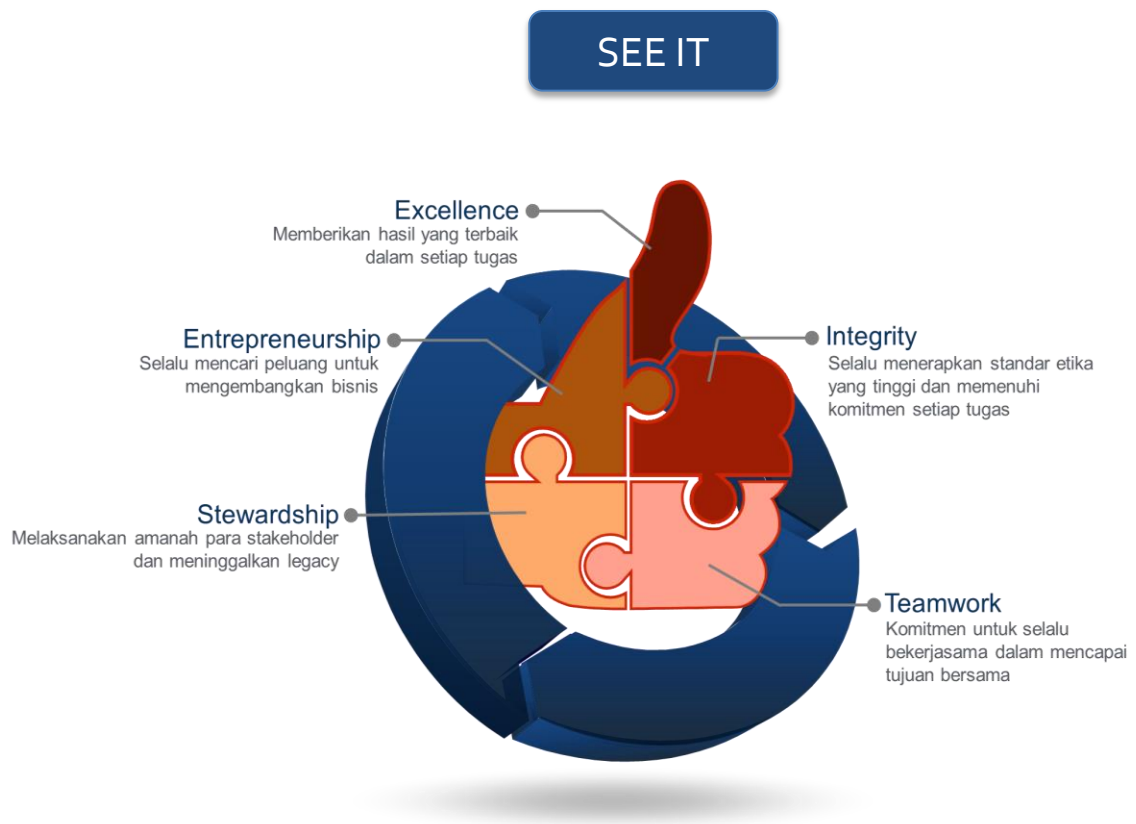 SEE IT
Excellence
Memberikan hasil yang terbaik
dalam setiap tugas
Entrepreneurship
Selalu mencari peluang untuk
mengembangkan bisnis
Stewardship
Melaksanakan amanah para stakeholder
dan meninggalkan legacy
Integrity
Selalu menerapkan standar etika
yang tinggi dan memenuhi
komitmen setiap tugas
Teamwork
Komitmen untuk selalu
bekerjasama dalam mencapai
tujuan bersama